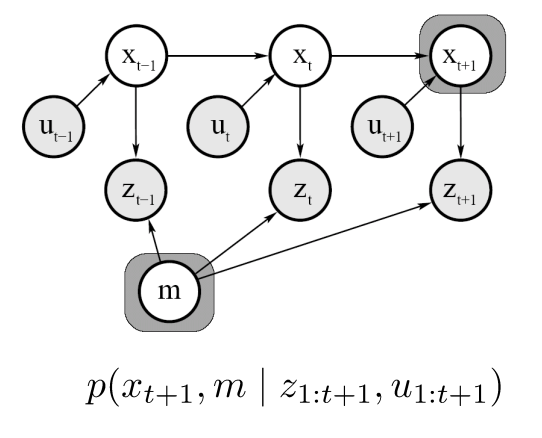 x_{t−1} x_t x_{t+1}
u_{t−1} u_t u_{t+1}
z_{t−1} z_t z_{t+1}
m
p(x_{t+1}, m | z_{1:t+1}, u_{1:t+1})